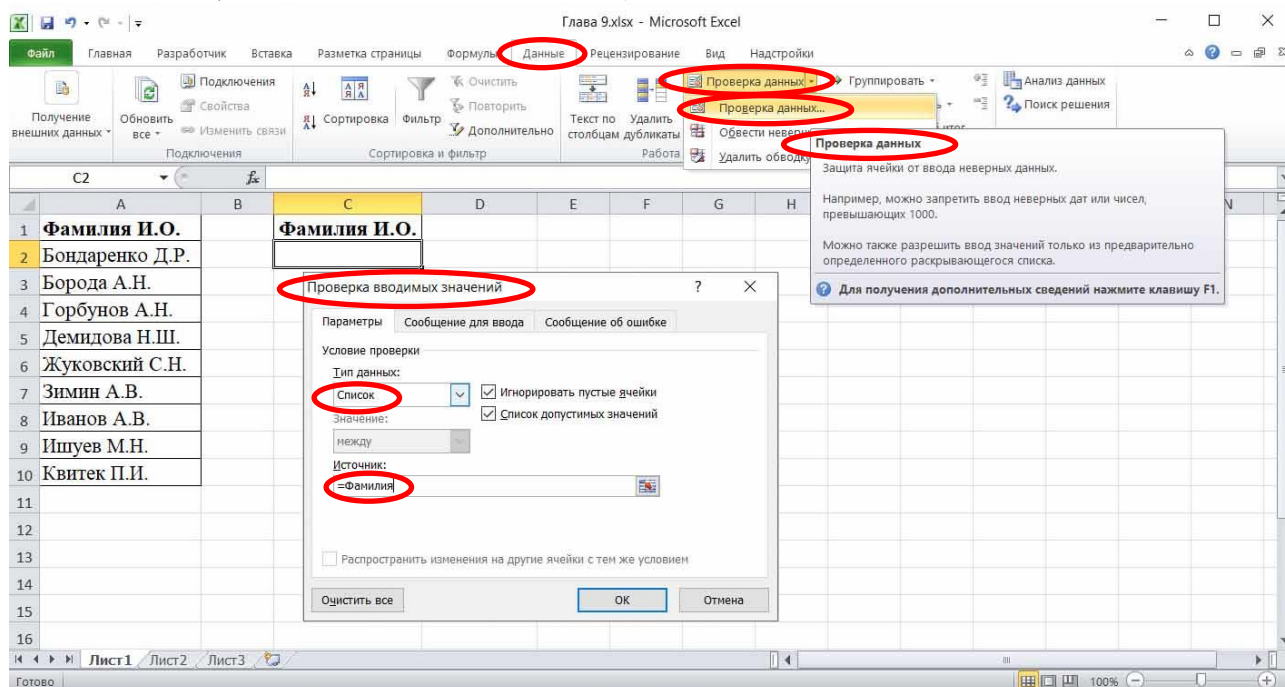 Глава 9.xlsx - Microsoft Excel
Файл Главная Разработчик Вставка Разметка страницы Формулы Данные Рецензирование Вид Надстройки
Получение внешних данных
Обновить все
Подключения
Свойства
Изменить связи
Подключения
Сортировка
Фильтр
Очистить
Повторить
Дополнительно
Сортировка и фильтр
Текст по столбцам
Удалить дубликаты
Работа
Проверка данных
Проверка данных...
Обвести неверн
Удалить обводку
Группировать
Анализ данных
Поиск решения
Проверка данных
Защита ячейки от ввода неверных данных.
Например, можно запретить ввод неверных дат или чисел,
превышающих 1000.
Можно также разрешить ввод значений только из предварительно
определенного раскрывающегося списка.
Для получения дополнительных сведений нажмите клавишу F1.
C2 fx
A B C D E F G H N
1 Фамилия И.О. Фамилия И.О.
2 Бондаренко Д.Р.
3 Борода А.Н.
4 Горбунов А.Н.
5 Демидова Н.Ш.
6 Жуковский С.Н.
7 Зимин А.В.
8 Иванов А.В.
9 Ишуев М.Н.
10 Квитек П.И.
11
12
13
14
15
16
Проверка вводимых значений ?
Параметры Сообщение для ввода Сообщение об ошибке
Условие проверки
Тип данных:
Список Игнорировать пустые ячейки
Значение: Список допустимых значений
между
Источник:
=Фамилия
Распространить изменения на другие ячейки с тем же условием
Очистить все ОК Отмена
Лист1 Лист2 Лист3
Готово 100%